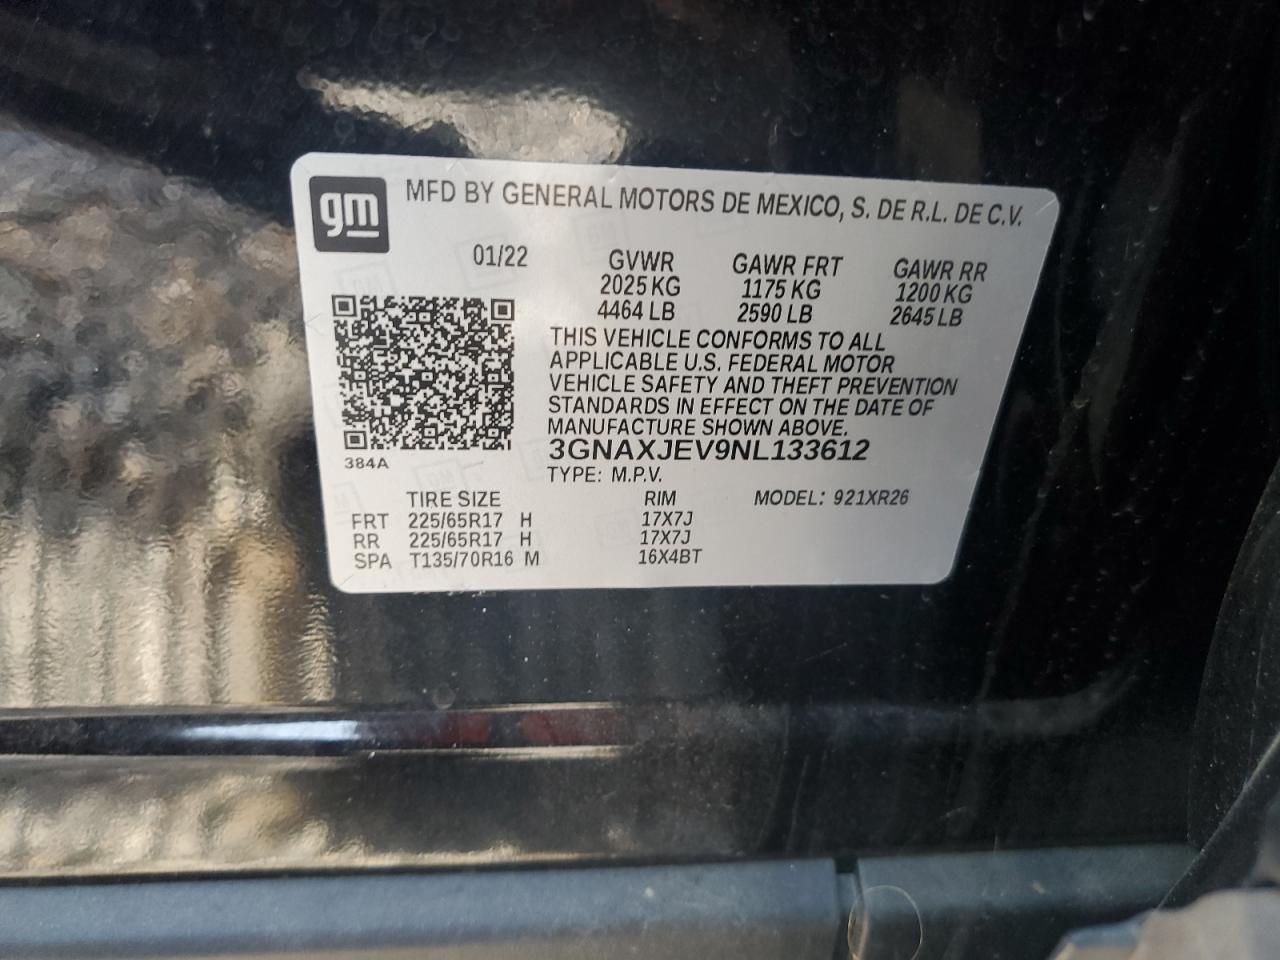 gm
MFD BY GENERAL MOTORS DE MEXICO, S. DE R.L. DE C.V.
01/22 GVWR GAWR FRT GAWR RR
2025 KG 1175 KG 1200 KG
4464 LB 2590 LB 2645 LB
THIS VEHICLE CONFORMS TO ALL
APPLICABLE U.S. FEDERAL MOTOR
VEHICLE SAFETY AND THEFT PREVENTION
STANDARDS IN EFFECT ON THE DATE OF
MANUFACTURE SHOWN ABOVE.
3GNAXJEV9NL133612
384A
TYPE: M.P.V.
TIRE SIZE RIM MODEL: 921XR26
FRT 225/65R17 H 17X7J
RR 225/65R17 H 17X7J
SPA T135/70R16 M 16X4BT